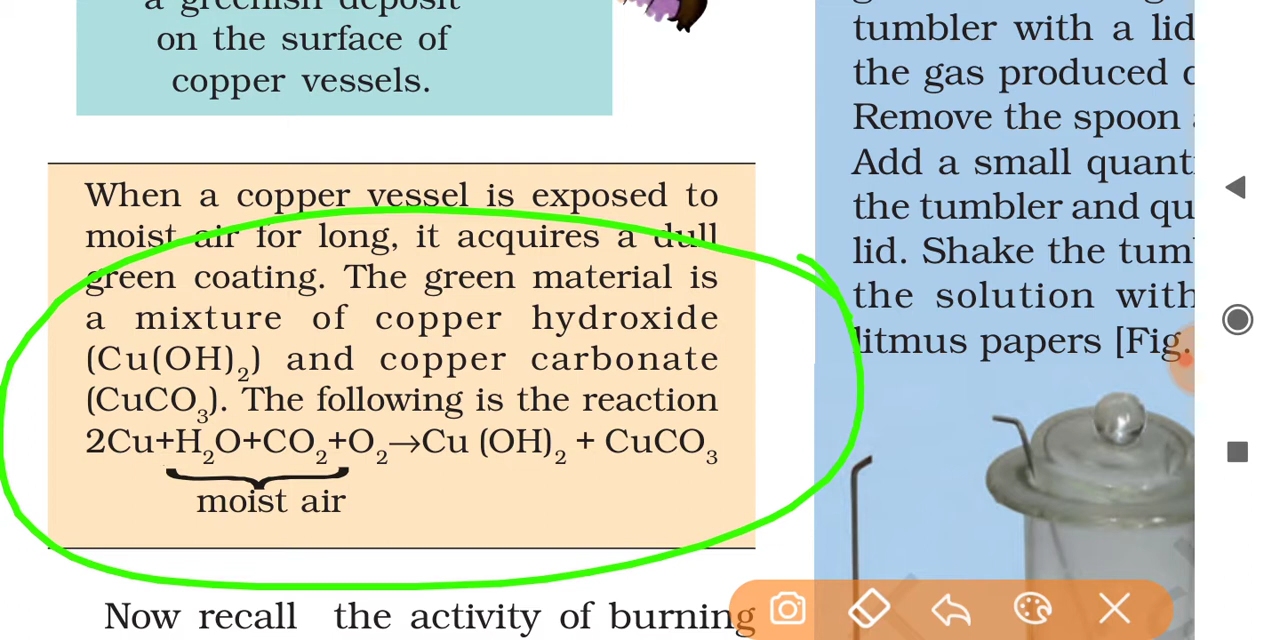 a greenish deposit
on the surface of
copper vessels.
When a copper vessel is exposed to
moist air for long, it acquires a dull
green coating. The green material is
a mixture of copper hydroxide
(Cu(OH)₂) and copper carbonate
(CuCO₃). The following is the reaction
2Cu+H₂O+CO₂+O₂→Cu (OH)₂ + CuCO₃
moist air
Now recall the activity of burning
tumbler with a lid
the gas produced
Remove the spoon
Add a small
the tumbler and
lid. Shake the
the solution with
litmus papers [Fig.